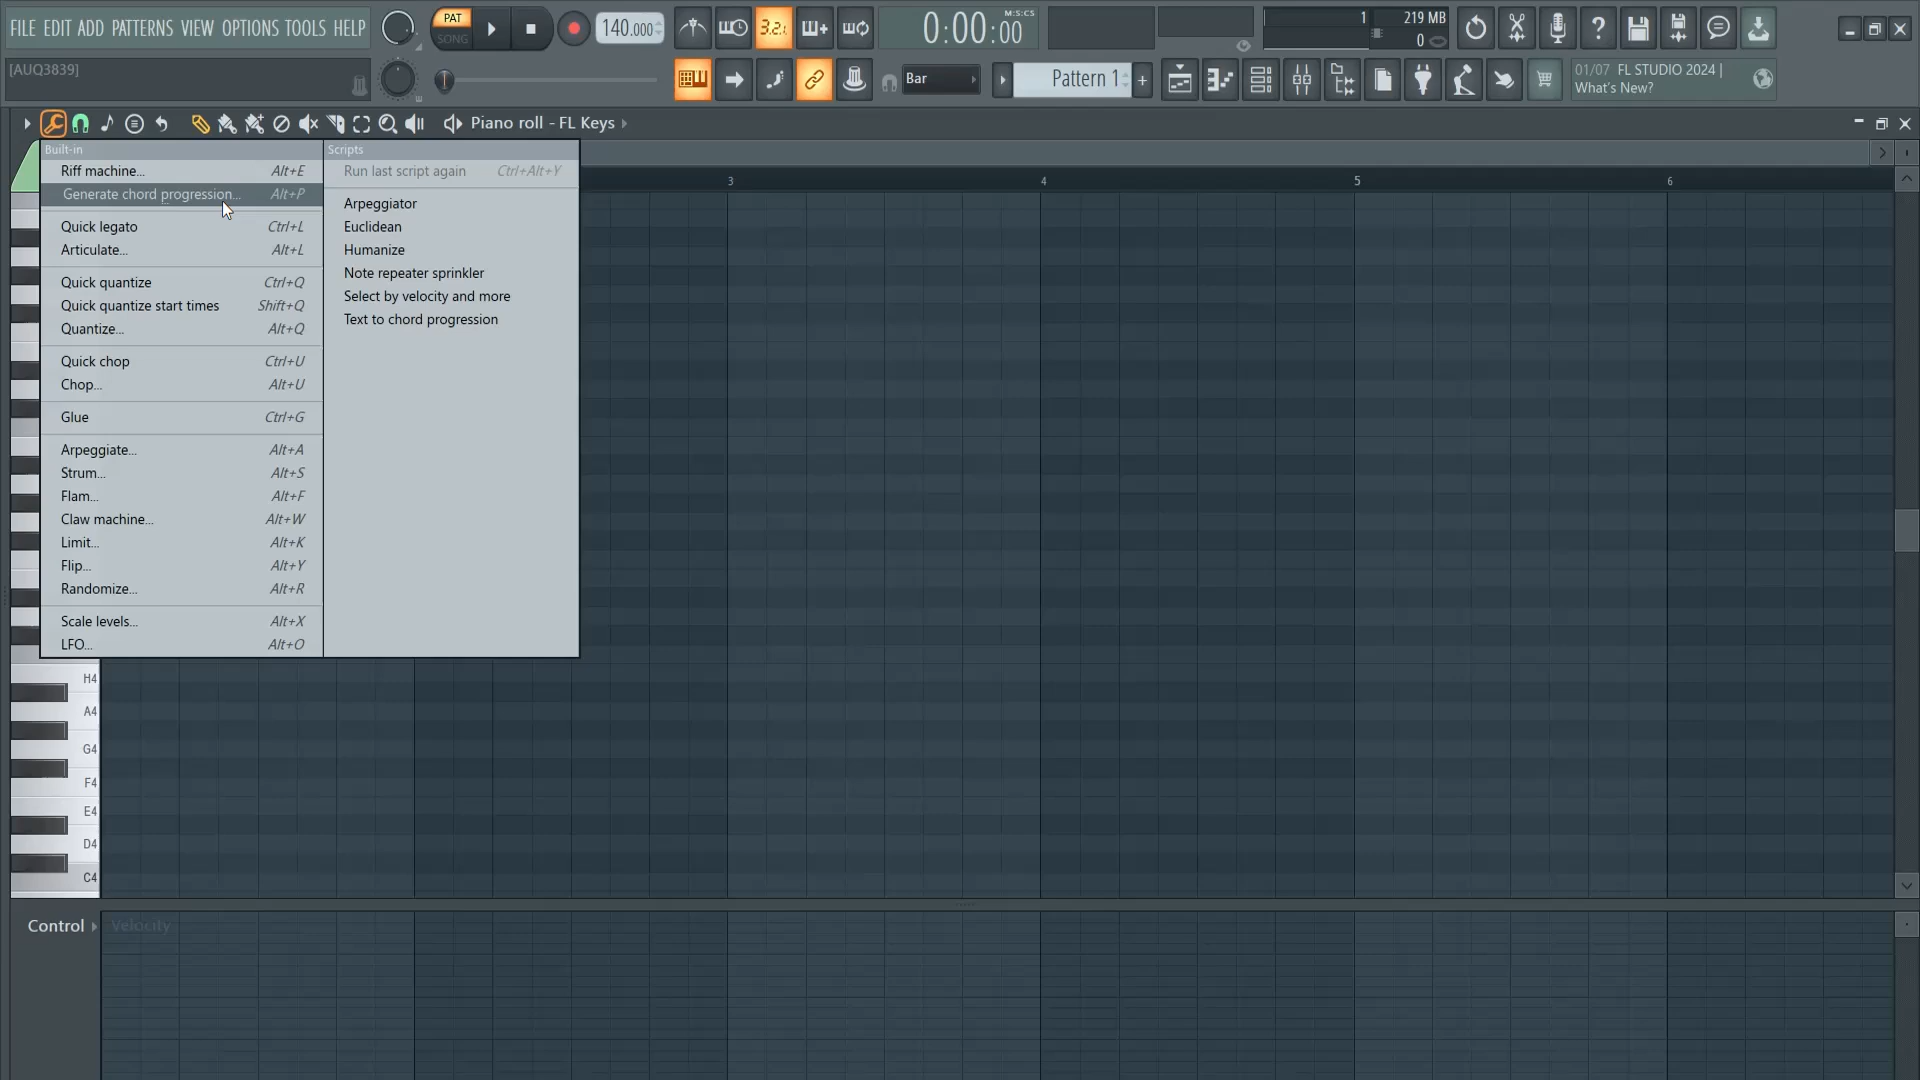 FILE EDIT ADD PATTERNS VIEW OPTIONS TOOLS HELP
PAT
SONG
140.000
3.2.
0:00:00
M:S:CS
1
219 MB
0
[AUQ3839]
Bar
Pattern 1
01/07 FL STUDIO 2024 |
What's New?
Piano roll - FL Keys
Built-in
Riff machine... Alt+E
Generate chord progression... Alt+P
Quick legato Ctrl+L
Articulate... Alt+L
Quick quantize Ctrl+Q
Quick quantize start times Shift+Q
Quantize... Alt+Q
Quick chop Ctrl+U
Chop... Alt+U
Glue Ctrl+G
Arpeggiate... Alt+A
Strum... Alt+S
Flam... Alt+F
Claw machine... Alt+W
Limit... Alt+K
Flip... Alt+Y
Randomize... Alt+R
Scale levels... Alt+X
LFO... Alt+O
Scripts
Run last script again Ctrl+Alt+Y
Arpeggiator
Euclidean
Humanize
Note repeater sprinkler
Select by velocity and more
Text to chord progression
3
4
5
6
H4
A4
G4
F4
E4
D4
C4
Control
Velocity